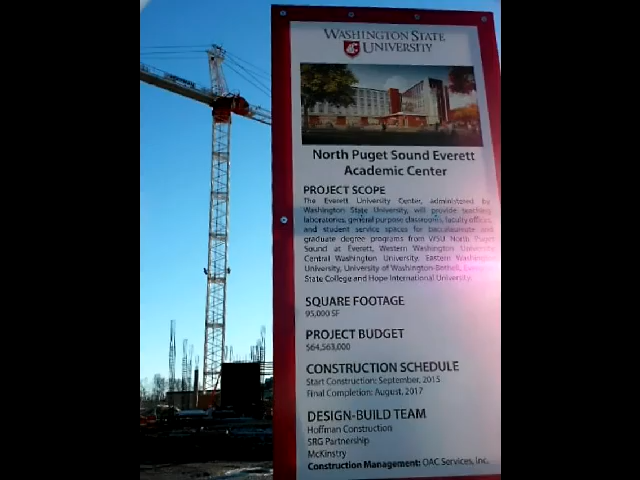 WASHINGTON STATE
UNIVERSITY
North Puget Sound Everett
Academic Center
PROJECT SCOPE
The Everett University Center, administered by
Washington State University, will provide teaching
laboratories, general purpose classrooms, faculty offices
and student service spaces for baccalaureate and
graduate degree programs from WSU North Puget
Sound at Everett, Western Washington University,
Central Washington University, Eastern Washington
University, University of Washington-Bothell,
State College and Hope International University.
SQUARE FOOTAGE
95,000 SF
PROJECT BUDGET
$64,563,000
CONSTRUCTION SCHEDULE
Start Construction: September, 2015
Final Completion: August, 2017
DESIGN-BUILD TEAM
Hoffman Construction
SRG Partnership
McKinstry
Construction Management: OAC Services, Inc.